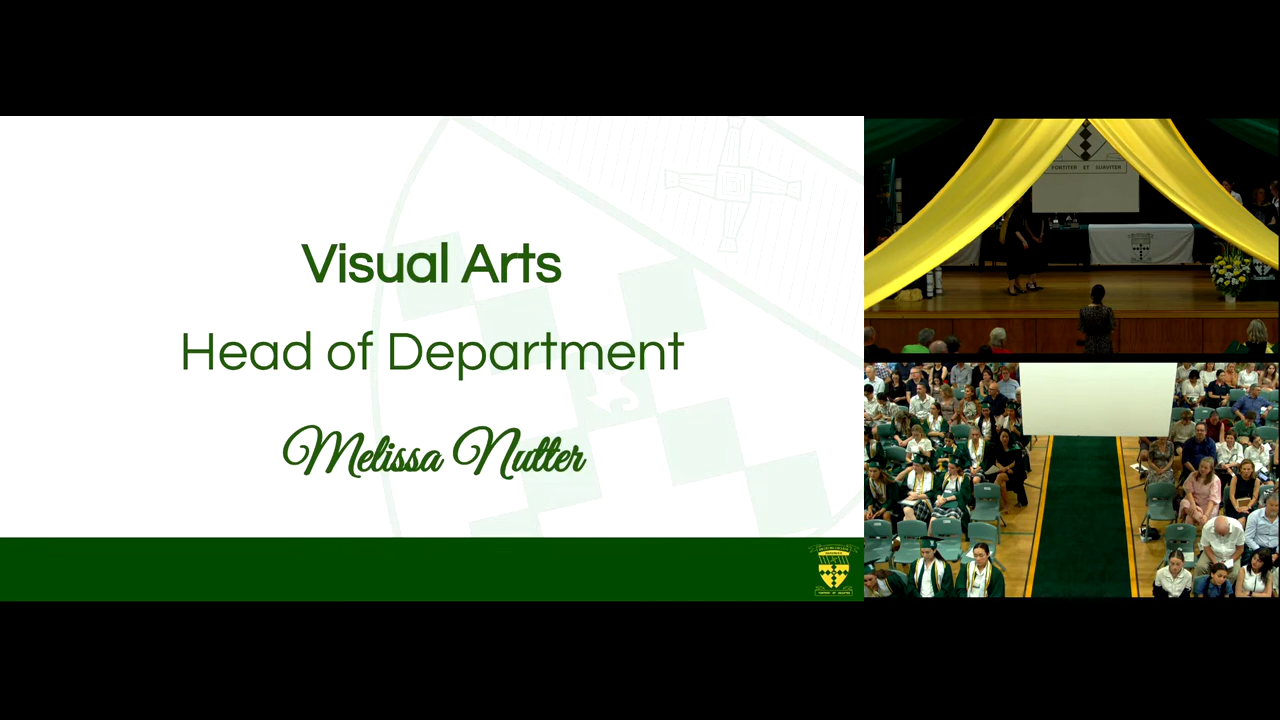 Visual Arts
Head of Department
Melissa Nutter
FORTITER ET SUAVITER